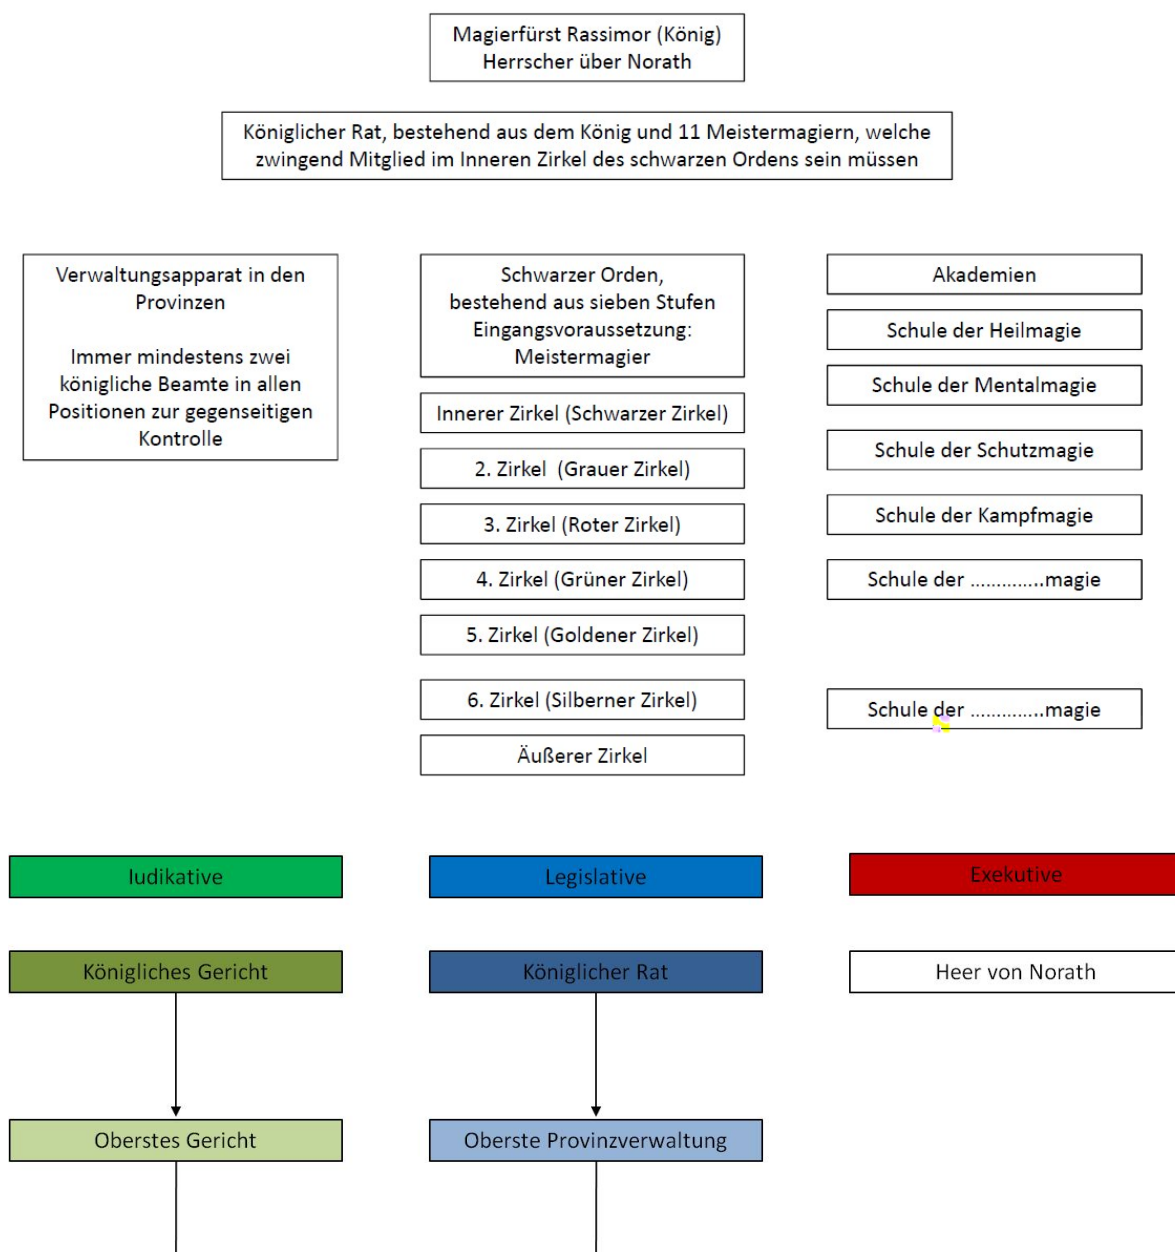 Magierfürst Rassimor (König)
Herrscher über Norath
Königlicher Rat, bestehend aus dem König und 11 Meistermagiern, welche
zwingend Mitglied im Inneren Zirkel des schwarzen Ordens sein müssen
Verwaltungsapparat in den
Provinzen
Immer mindestens zwei
königliche Beamte in allen
Positionen zur gegenseitigen
Kontrolle
Schwarzer Orden,
bestehend aus sieben Stufen
Eingangsvoraussetzung:
Meistermagier
Innerer Zirkel (Schwarzer Zirkel)
2. Zirkel  (Grauer Zirkel)
3. Zirkel (Roter Zirkel)
4. Zirkel (Grüner Zirkel)
5. Zirkel (Goldener Zirkel)
6. Zirkel (Silberner Zirkel)
Äußerer Zirkel
Akademien
Schule der Heilmagie
Schule der Mentalmagie
Schule der Schutzmagie
Schule der Kampfmagie
Schule der …………..magie
Schule der …………..magie
Iudikative
Legislative
Exekutive
Königliches Gericht
Königlicher Rat
Heer von Norath
Oberstes Gericht
Oberste Provinzverwaltung